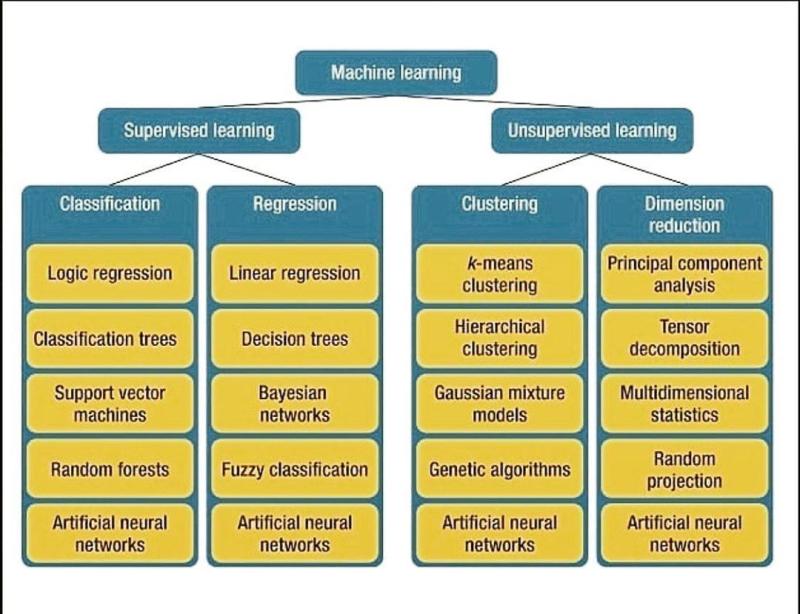 Machine learning
Supervised learning
Unsupervised learning
Classification
Logic regression
Classification trees
Support vector
machines
Random forests
Artificial neural
networks
Regression
Linear regression
Decision trees
Bayesian
networks
Fuzzy classification
Artificial neural
networks
Clustering
k-means
clustering
Hierarchical
clustering
Gaussian mixture
models
Genetic algorithms
Artificial neural
networks
Dimension
reduction
Principal component
analysis
Tensor
decomposition
Multidimensional
statistics
Random
projection
Artificial neural
networks